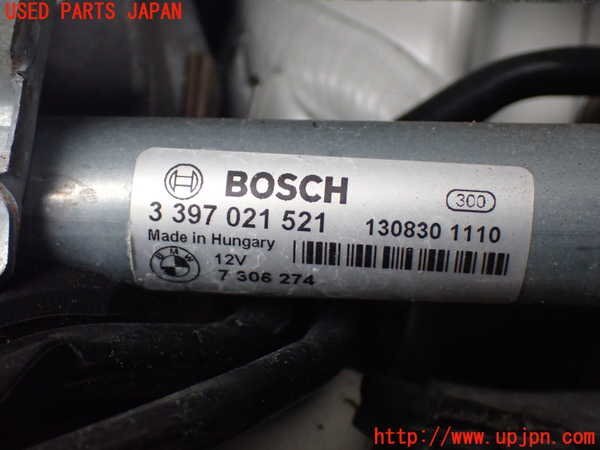 USED PARTS JAPAN
BOSCH
300
3 397 021 521 130830 1110
Made in Hungary
BMW
12V
7 306 274
http://www.upjpn.com/